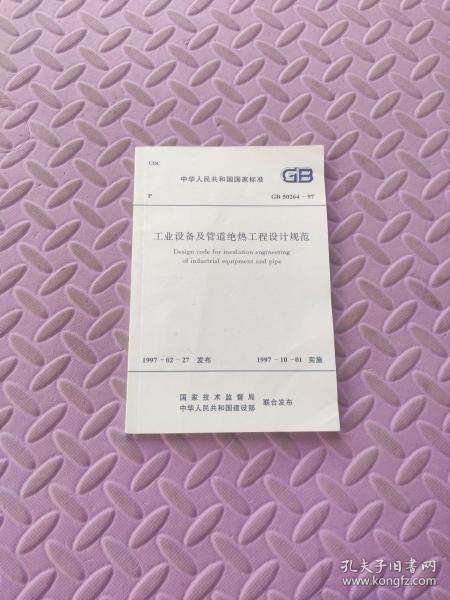 UDC
中华人民共和国国家标准
GB
P
GB 50264－97
工业设备及管道绝热工程设计规范
Design code for insulation engineering
of industrial equipment and pipe
1997－02－27 发布
1997－10－01 实施
国家技术监督局
中华人民共和国建设部
联合发布
孔夫子旧书网
www.kongfz.com